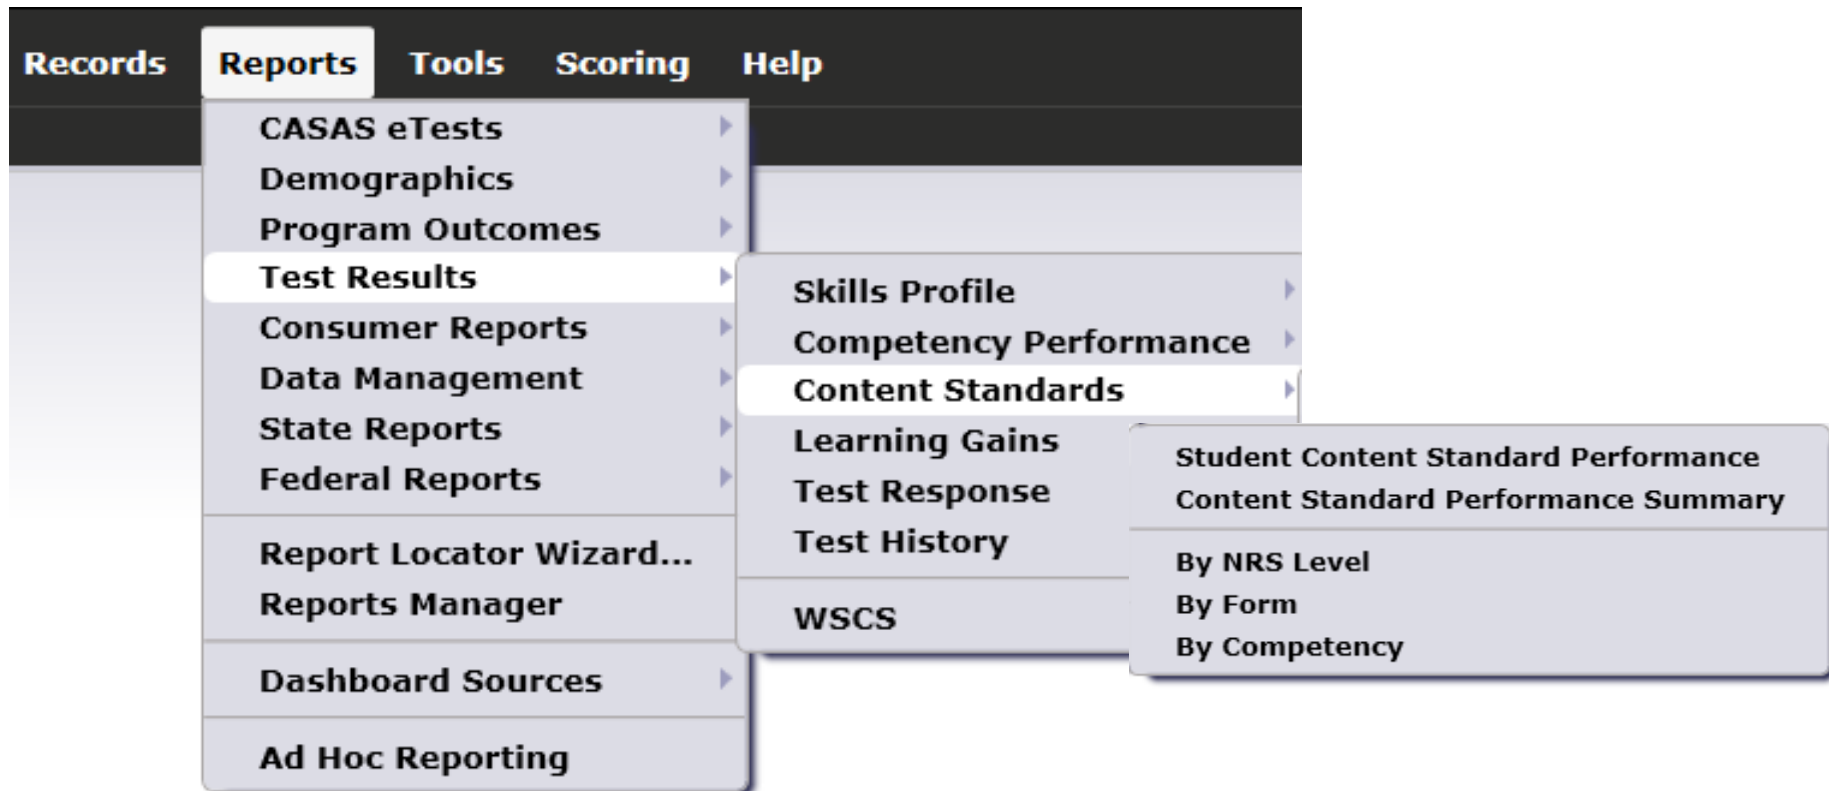 Records Reports Tools Scoring Help
CASAS eTests
Demographics
Program Outcomes
Test Results
Consumer Reports
Data Management
State Reports
Federal Reports
Report Locator Wizard...
Reports Manager
Dashboard Sources
Ad Hoc Reporting
Skills Profile
Competency Performance
Content Standards
Learning Gains
Test Response
Test History
WSCS
Student Content Standard Performance
Content Standard Performance Summary
By NRS Level
By Form
By Competency